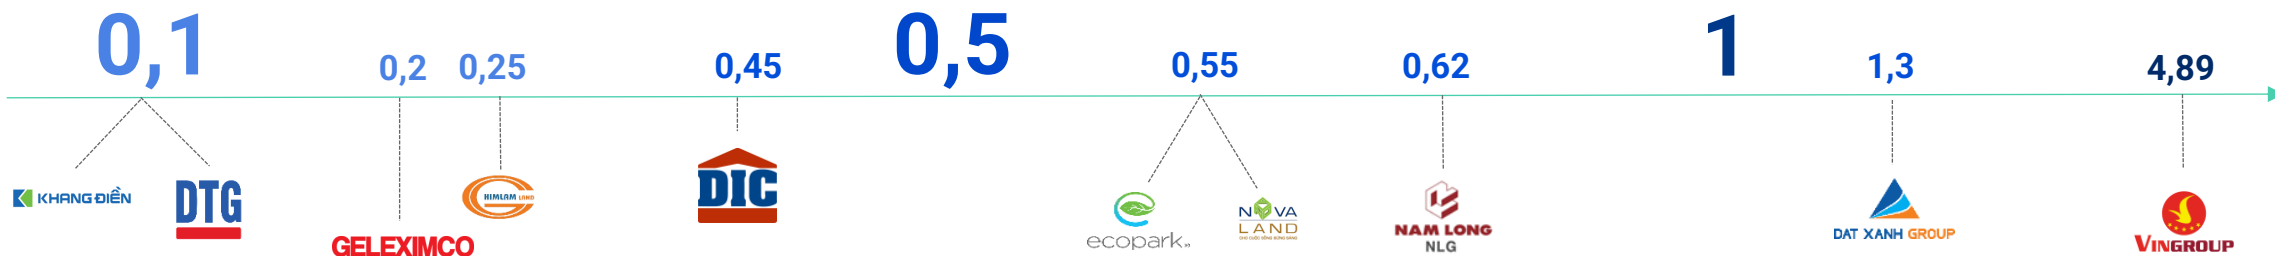 0,1
0,2
0,25
0,45
0,5
0,55
0,62
1
1,3
4,89
KHANG ĐIỀN
DTG
GELEXIMCO
HIMLAM LAND
DIC
ecopark
NOVA
LAND
NAM LONG
NLG
DAT XANH GROUP
VINGROUP